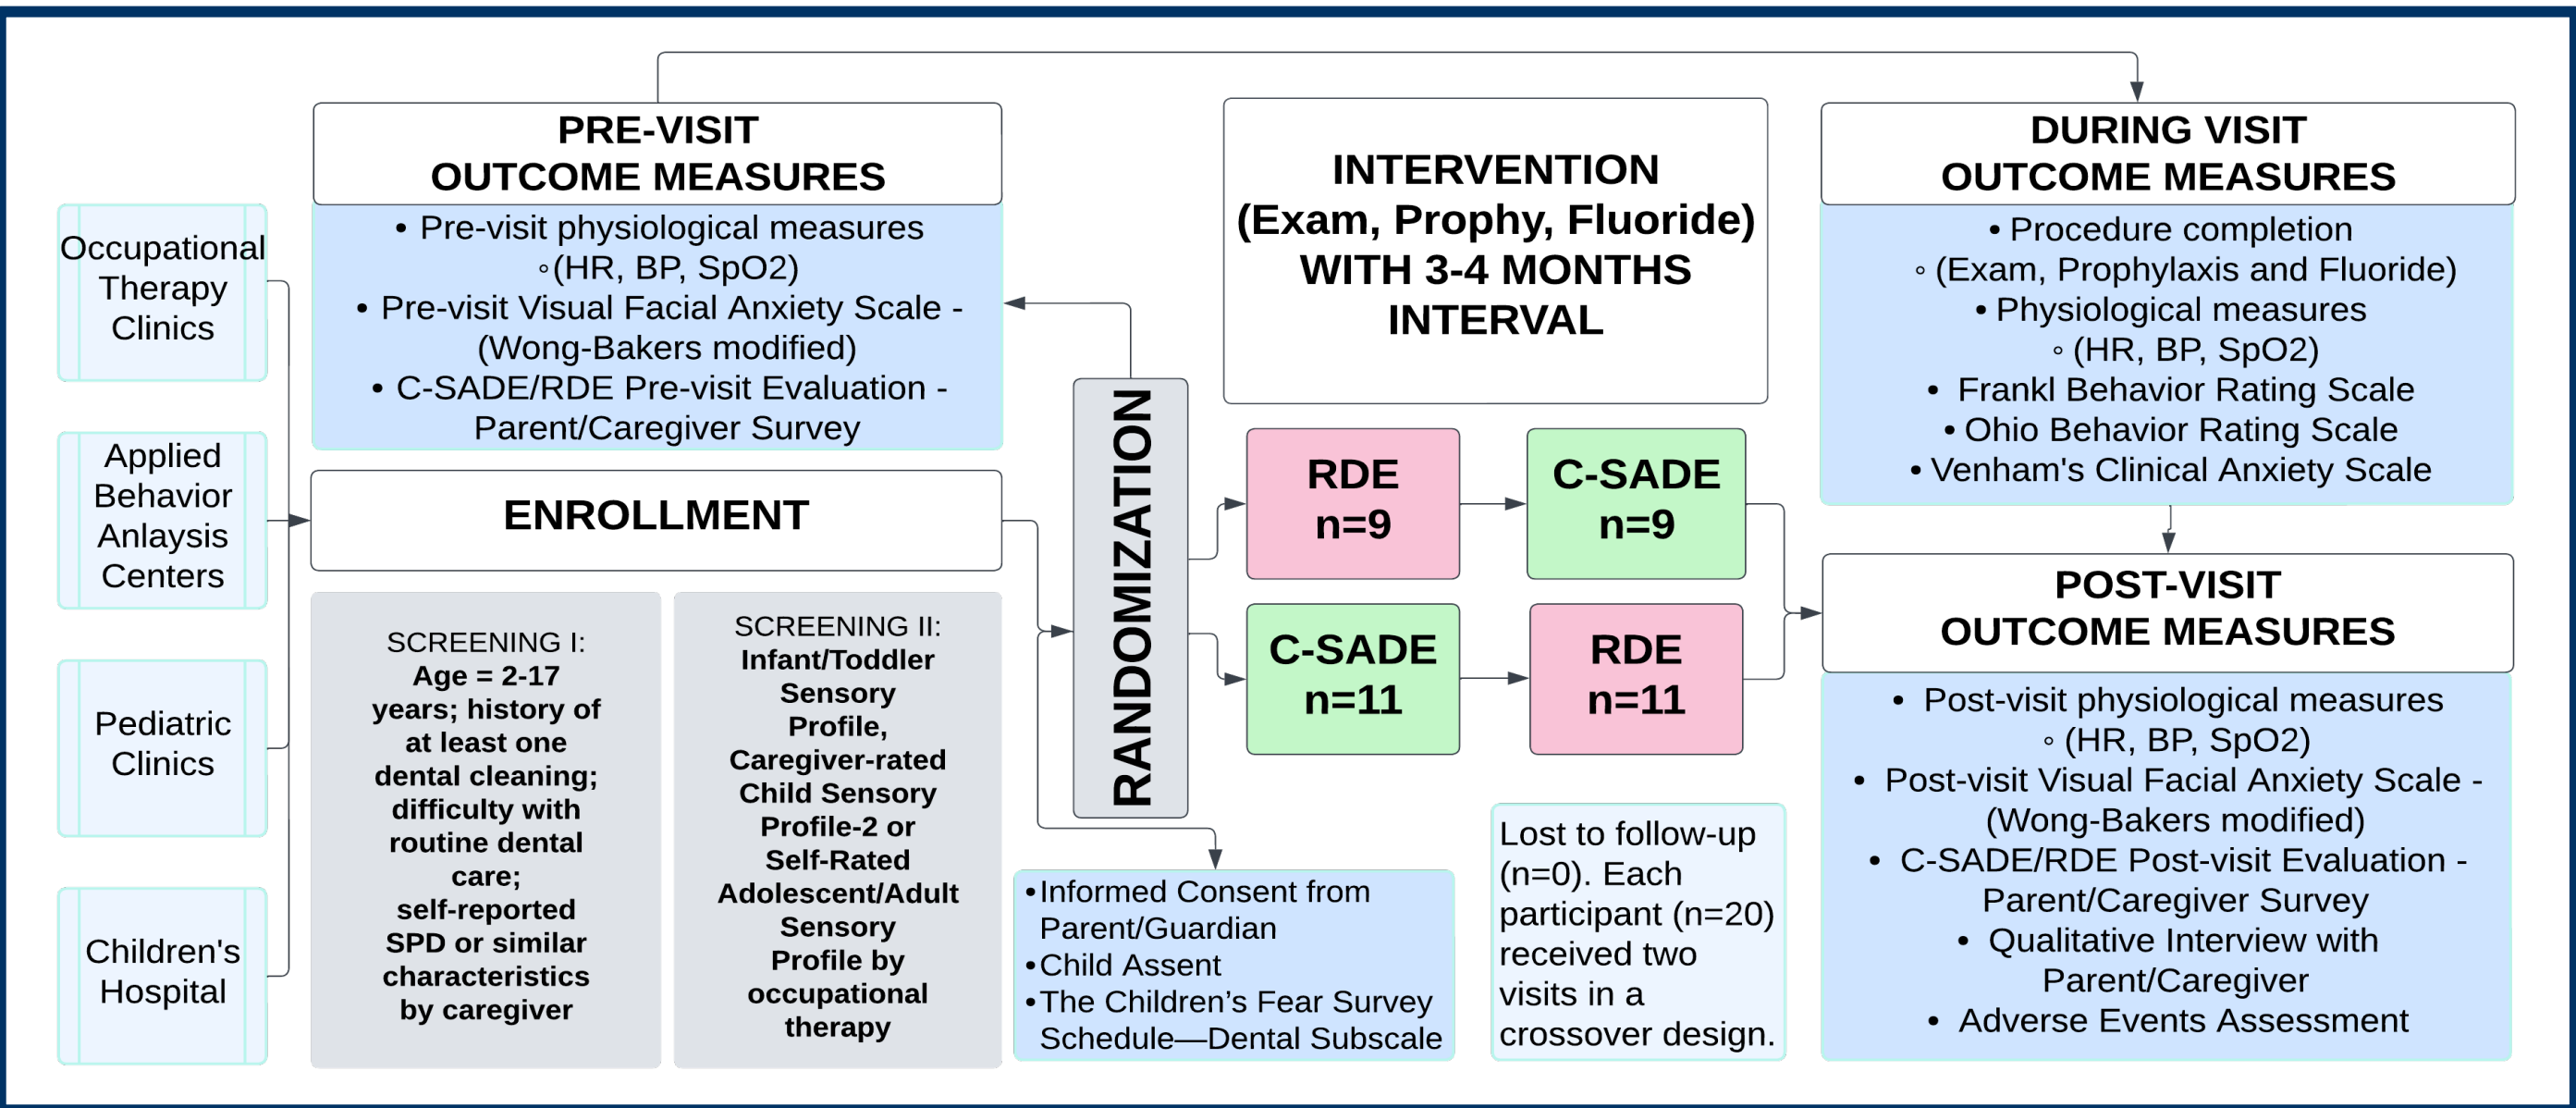 Occupational
Therapy
Clinics
Applied
Behavior
Anlaysis
Centers
Pediatric
Clinics
Children's
Hospital
PRE-VISIT
OUTCOME MEASURES
• Pre-visit physiological measures
◦(HR, BP, SpO2)
• Pre-visit Visual Facial Anxiety Scale -
(Wong-Bakers modified)
• C-SADE/RDE Pre-visit Evaluation -
Parent/Caregiver Survey
ENROLLMENT
SCREENING I:
Age = 2-17
years; history of
at least one
dental cleaning;
difficulty with
routine dental
care;
self-reported
SPD or similar
characteristics
by caregiver
SCREENING II:
Infant/Toddler
Sensory
Profile,
Caregiver-rated
Child Sensory
Profile-2 or
Self-Rated
Adolescent/Adult
Sensory
Profile by
occupational
therapy
RANDOMIZATION
• Informed Consent from
Parent/Guardian
• Child Assent
• The Children’s Fear Survey
Schedule—Dental Subscale
INTERVENTION
(Exam, Prophy, Fluoride)
WITH 3-4 MONTHS
INTERVAL
RDE
n=9
C-SADE
n=9
C-SADE
n=11
RDE
n=11
Lost to follow-up
(n=0). Each
participant (n=20)
received two
visits in a
crossover design.
DURING VISIT
OUTCOME MEASURES
• Procedure completion
◦ (Exam, Prophylaxis and Fluoride)
• Physiological measures
◦ (HR, BP, SpO2)
• Frankl Behavior Rating Scale
• Ohio Behavior Rating Scale
• Venham's Clinical Anxiety Scale
POST-VISIT
OUTCOME MEASURES
• Post-visit physiological measures
◦ (HR, BP, SpO2)
• Post-visit Visual Facial Anxiety Scale -
(Wong-Bakers modified)
• C-SADE/RDE Post-visit Evaluation -
Parent/Caregiver Survey
• Qualitative Interview with
Parent/Caregiver
• Adverse Events Assessment